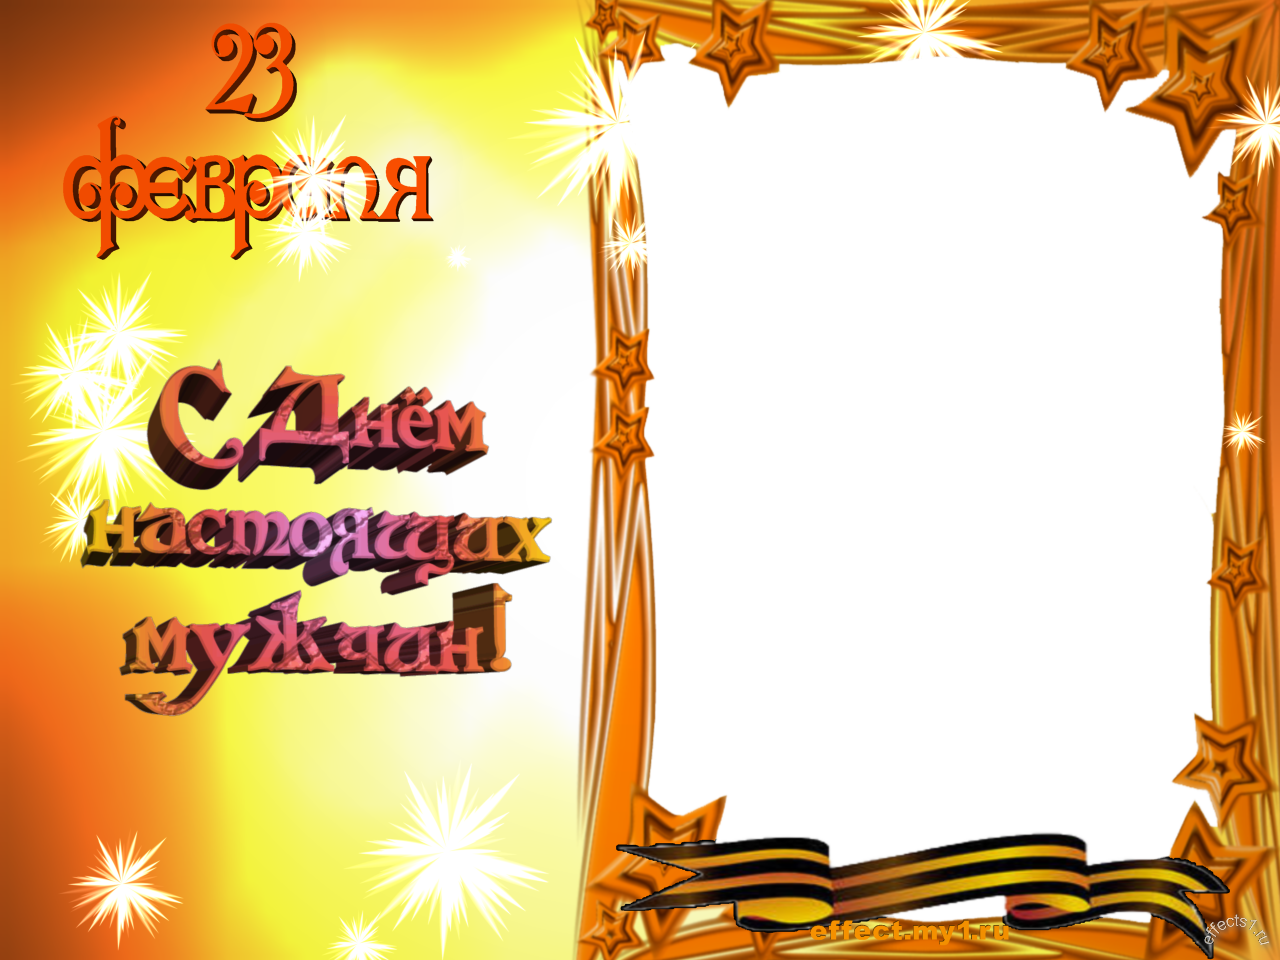 23
февраля
С Днём
настоящих
мужчин!
effect.my1.ru
effects1.ru